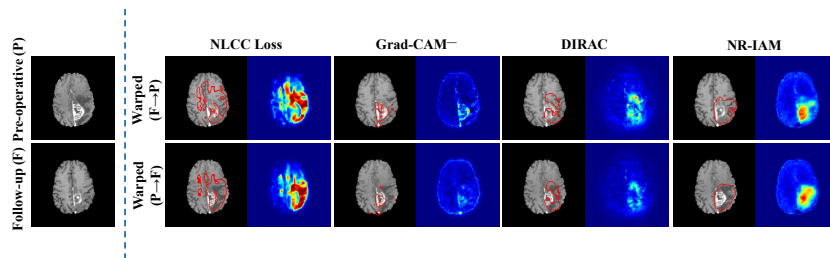 NLCC Loss
Grad-CAM—
DIRAC
NR-IAM
Pre-operative (P)
Warped
(F→P)
Follow-up (F)
Warped
(P→F)